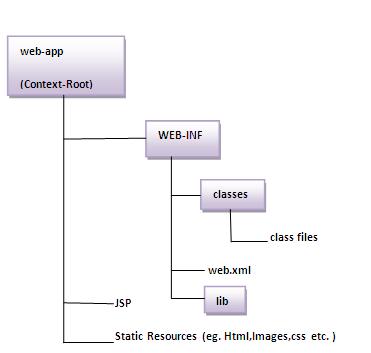 web-app
(Context-Root)
WEB-INF
classes
class files
web.xml
lib
JSP
Static Resources (eg. Html,Images,css etc. )